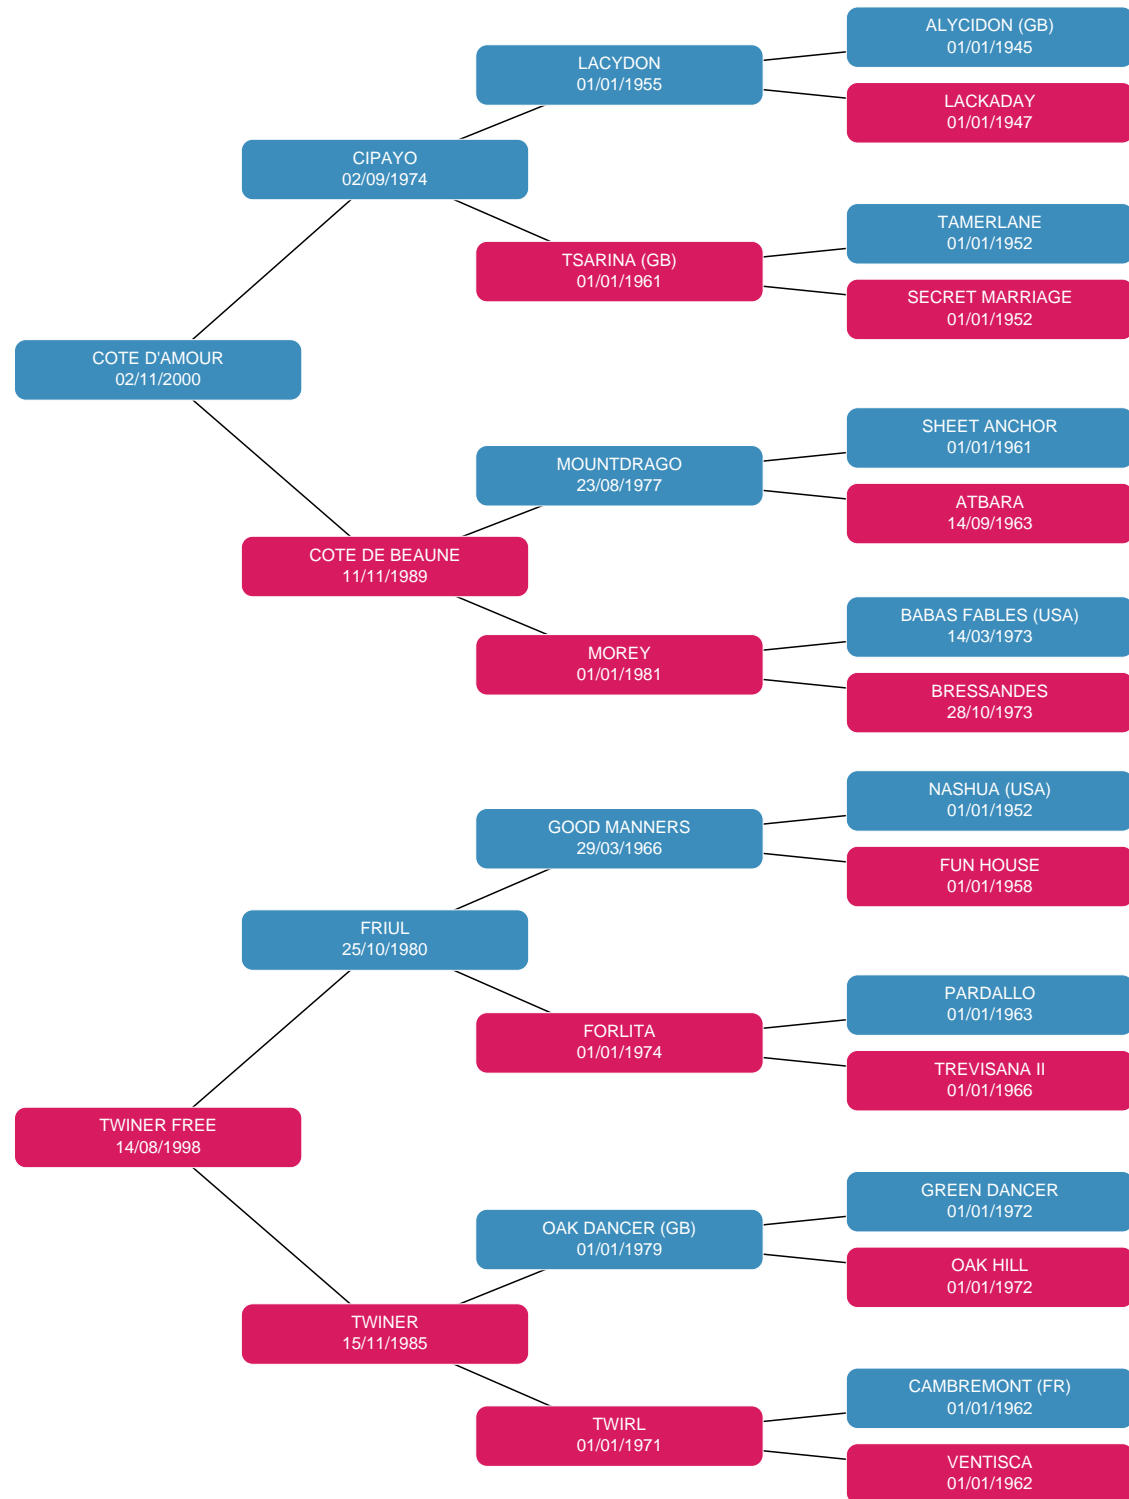 ALYCIDON (GB)
01/01/1945
LACYDON
01/01/1955
LACKADAY
01/01/1947
CIPAYO
02/09/1974
TAMERLANE
01/01/1952
TSARINA (GB)
01/01/1961
SECRET MARRIAGE
01/01/1952
COTE D'AMOUR
02/11/2000
SHEET ANCHOR
01/01/1961
MOUNTDRAGO
23/08/1977
ATBARA
14/09/1963
COTE DE BEAUNE
11/11/1989
BABAS FABLES (USA)
14/03/1973
MOREY
01/01/1981
BRESSANDES
28/10/1973
NASHUA (USA)
01/01/1952
GOOD MANNERS
29/03/1966
FUN HOUSE
01/01/1958
FRIUL
25/10/1980
PARDALLO
01/01/1963
FORLITA
01/01/1974
TREVISANA II
01/01/1966
TWINER FREE
14/08/1998
GREEN DANCER
01/01/1972
OAK DANCER (GB)
01/01/1979
OAK HILL
01/01/1972
TWINER
15/11/1985
CAMBREMONT (FR)
01/01/1962
TWIRL
01/01/1971
VENTISCA
01/01/1962